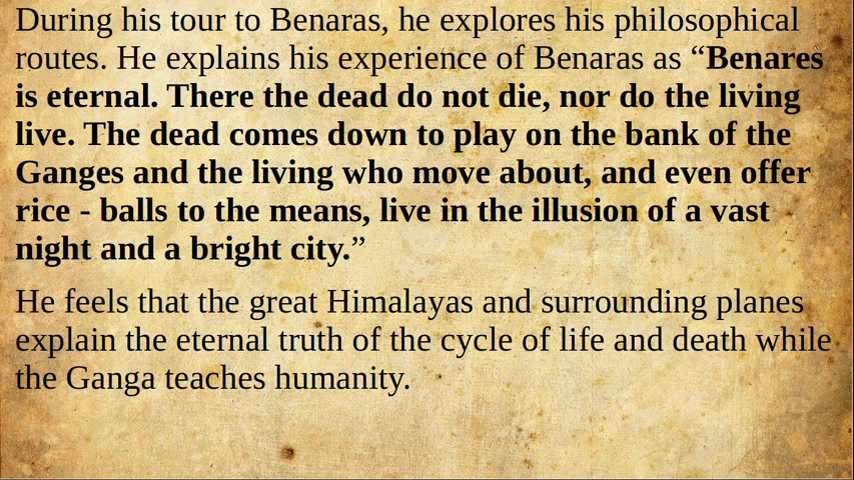 During his tour to Benaras, he explores his philosophical
routes. He explains his experience of Benaras as “Benares
is eternal. There the dead do not die, nor do the living
live. The dead comes down to play on the bank of the
Ganges and the living who move about, and even offer
rice - balls to the means, live in the illusion of a vast
night and a bright city.”
He feels that the great Himalayas and surrounding planes
explain the eternal truth of the cycle of life and death while
the Ganga teaches humanity.